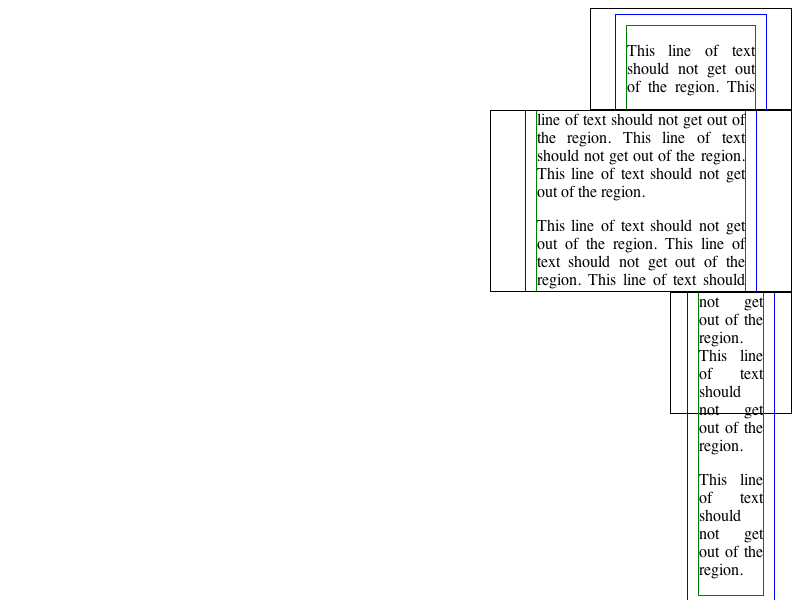 This line of text
should not get out
of the region. This
line of text should not get out of
the region. This line of text
should not get out of the region.
This line of text should not get
out of the region.
This line of text should not get
out of the region. This line of
text should not get out of the
region. This line of text should
not get
out of the
region.
This line
of text
should
not get
out of the
region.
This line
of text
should
not get
out of the
region.